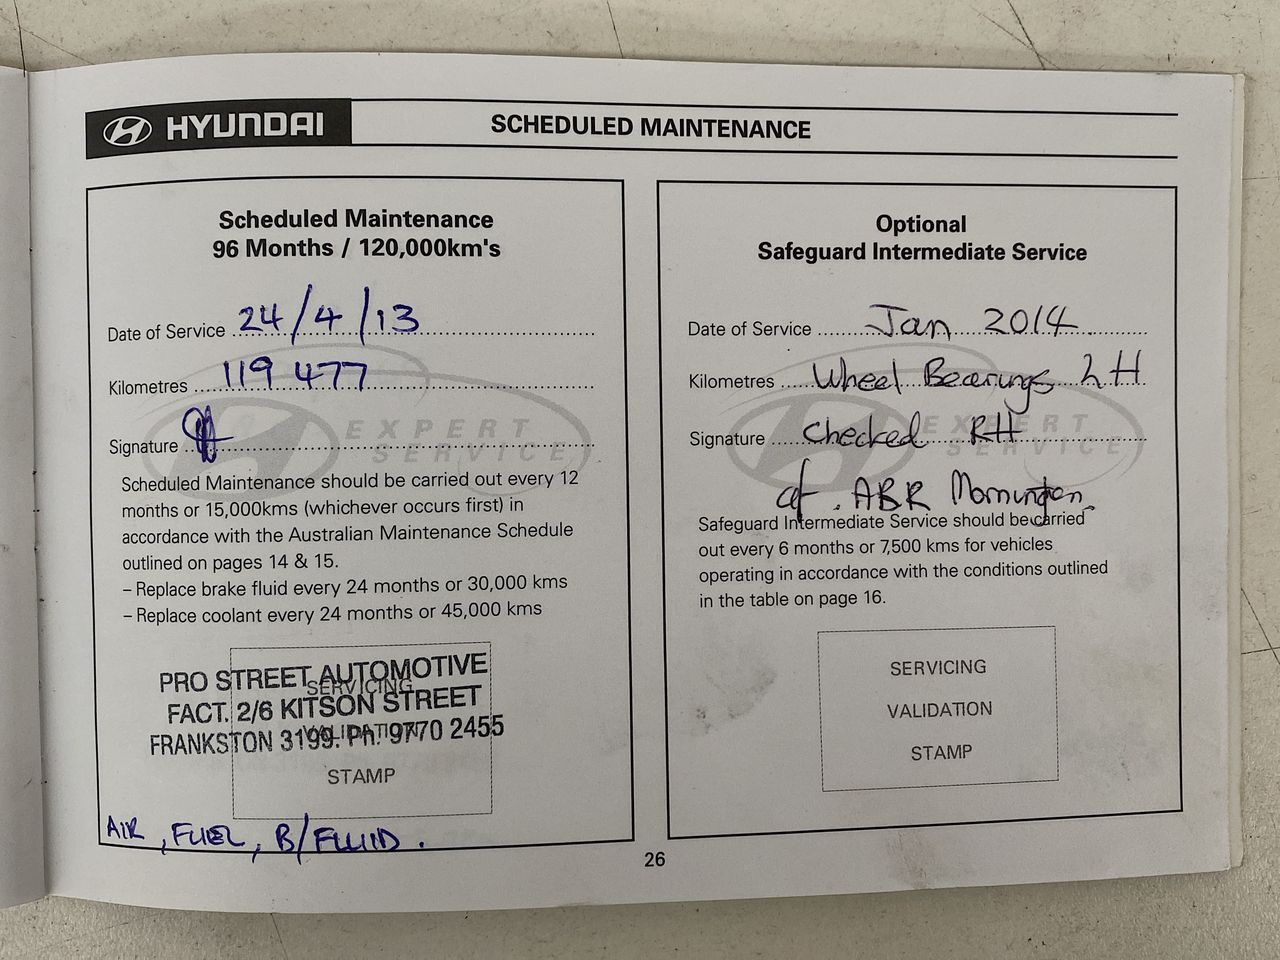 HYUNDAI
SCHEDULED MAINTENANCE
Scheduled Maintenance
96 Months / 120,000km's
Date of Service 24/4/13
Kilometres 119 477
Signature
EXPERT
SERVICE
Scheduled Maintenance should be carried out every 12
months or 15,000kms (whichever occurs first) in
accordance with the Australian Maintenance Schedule
outlined on pages 14 & 15.
– Replace brake fluid every 24 months or 30,000 kms
– Replace coolant every 24 months or 45,000 kms
PRO STREET AUTOMOTIVE
SERVICING
FACT. 2/6 KITSON STREET
VALIDATION
FRANKSTON 3199. Ph: 9770 2455
STAMP
AIR, FUEL, B/FLUID.
Optional
Safeguard Intermediate Service
Date of Service Jan 2014
Kilometres Wheel Bearings LH
Signature checked RH
EXPERT
SERVICE
at. ABR Mornington
Safeguard Intermediate Service should be carried
out every 6 months or 7,500 kms for vehicles
operating in accordance with the conditions outlined
in the table on page 16.
SERVICING
VALIDATION
STAMP
26